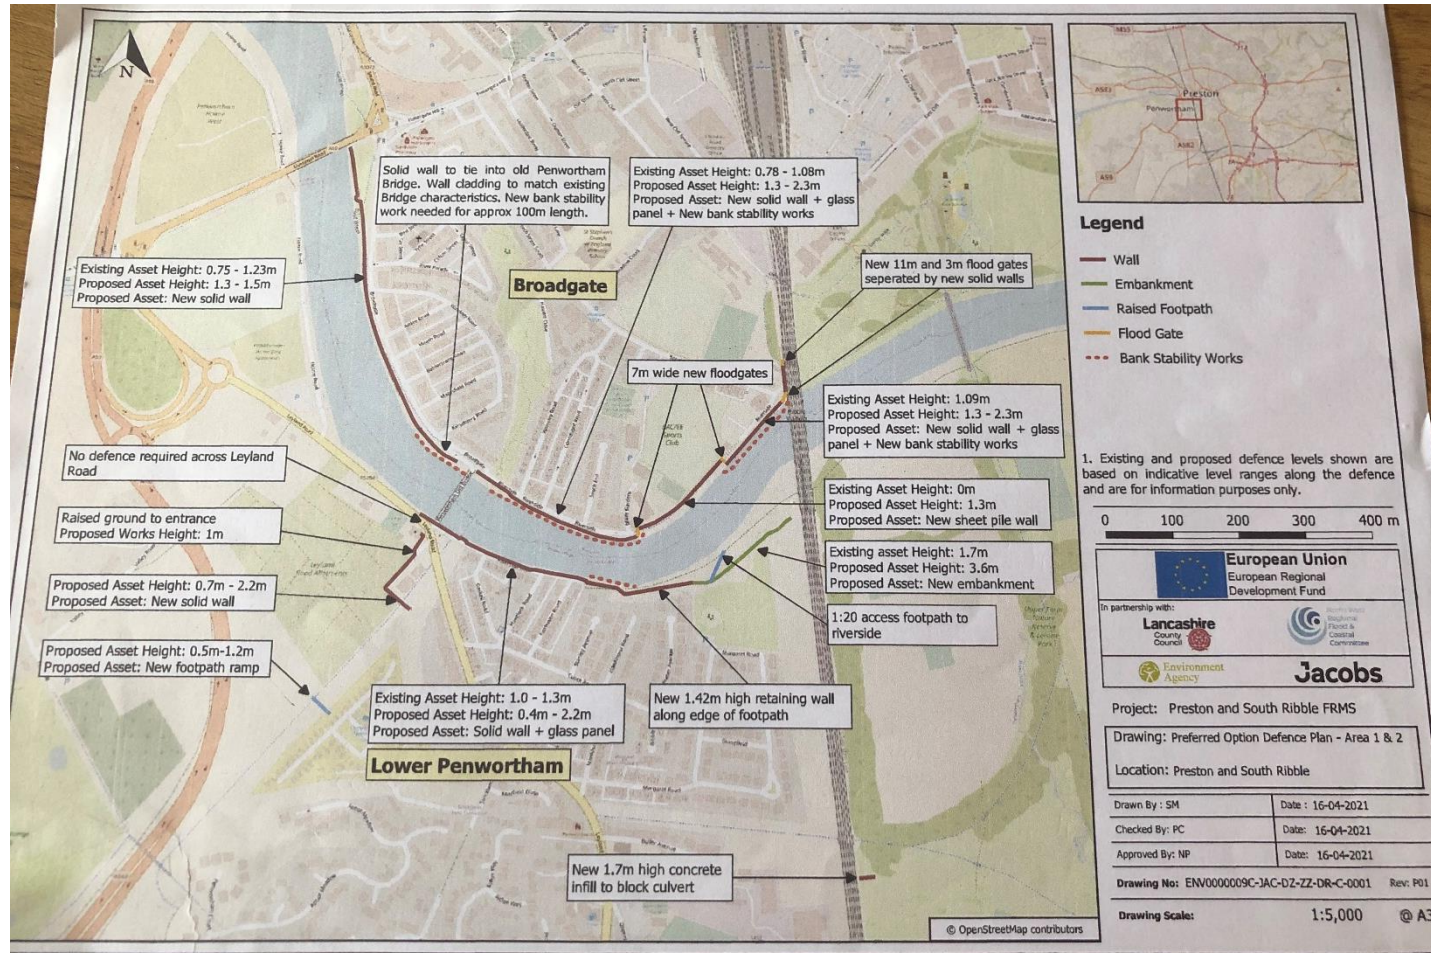 N
Solid wall to tie into old Penwortham
Bridge. Wall cladding to match existing
Bridge characteristics. New bank stability
work needed for approx 100m length.
Existing Asset Height: 0.78 - 1.08m
Proposed Asset Height: 1.3 - 2.3m
Proposed Asset: New solid wall + glass
panel + New bank stability works
Existing Asset Height: 0.75 - 1.23m
Proposed Asset Height: 1.3 - 1.5m
Proposed Asset: New solid wall
Broadgate
New 11m and 3m flood gates
seperated by new solid walls
7m wide new floodgates
Existing Asset Height: 1.09m
Proposed Asset Height: 1.3 - 2.3m
Proposed Asset: New solid wall + glass
panel + New bank stability works
No defence required across Leyland
Road
Existing Asset Height: 0m
Proposed Asset Height: 1.3m
Proposed Asset: New sheet pile wall
Raised ground to entrance
Proposed Works Height: 1m
Existing asset Height: 1.7m
Proposed Asset Height: 3.6m
Proposed Asset: New embankment
Proposed Asset Height: 0.7m - 2.2m
Proposed Asset: New solid wall
1:20 access footpath to
riverside
Proposed Asset Height: 0.5m-1.2m
Proposed Asset: New footpath ramp
Existing Asset Height: 1.0 - 1.3m
Proposed Asset Height: 0.4m - 2.2m
Proposed Asset: Solid wall + glass panel
New 1.42m high retaining wall
along edge of footpath
Lower Penwortham
New 1.7m high concrete
infill to block culvert
© OpenStreetMap contributors
Preston
Penwortham
A582
Legend
Wall
Embankment
Raised Footpath
Flood Gate
Bank Stability Works
1. Existing and proposed defence levels shown are
based on indicative level ranges along the defence
and are for information purposes only.
0 100 200 300 400 m
European Union
European Regional
Development Fund
In partnership with:
Lancashire
County
Council
North West
Regional
Flood &
Coastal
Committee
Environment
Agency
Jacobs
Project: Preston and South Ribble FRMS
Drawing: Preferred Option Defence Plan - Area 1 & 2
Location: Preston and South Ribble
Drawn By : SM Date : 16-04-2021
Checked By: PC Date: 16-04-2021
Approved By: NP Date: 16-04-2021
Drawing No: ENV0000009C-JAC-DZ-ZZ-DR-C-0001 Rev: P01
Drawing Scale: 1:5,000 @ A3